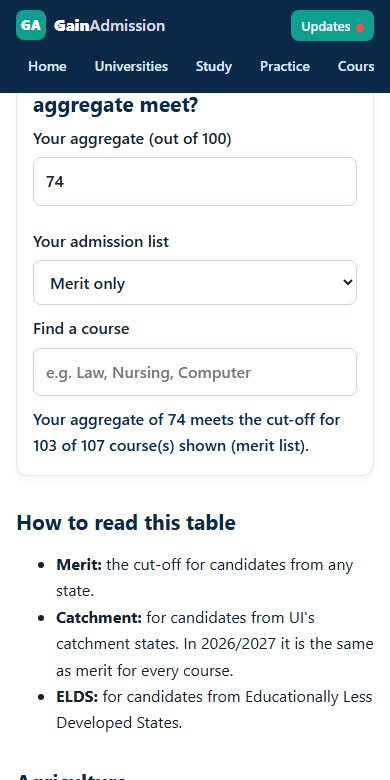 GA GainAdmission Updates
Home Universities Study Practice Cours
aggregate meet?
Your aggregate (out of 100)
74
Your admission list
Merit only
Find a course
e.g. Law, Nursing, Computer
Your aggregate of 74 meets the cut-off for
103 of 107 course(s) shown (merit list).
How to read this table
Merit: the cut-off for candidates from any
state.
Catchment: for candidates from UI's
catchment states. In 2026/2027 it is the same
as merit for every course.
ELDS: for candidates from Educationally Less
Developed States.
Agriculture